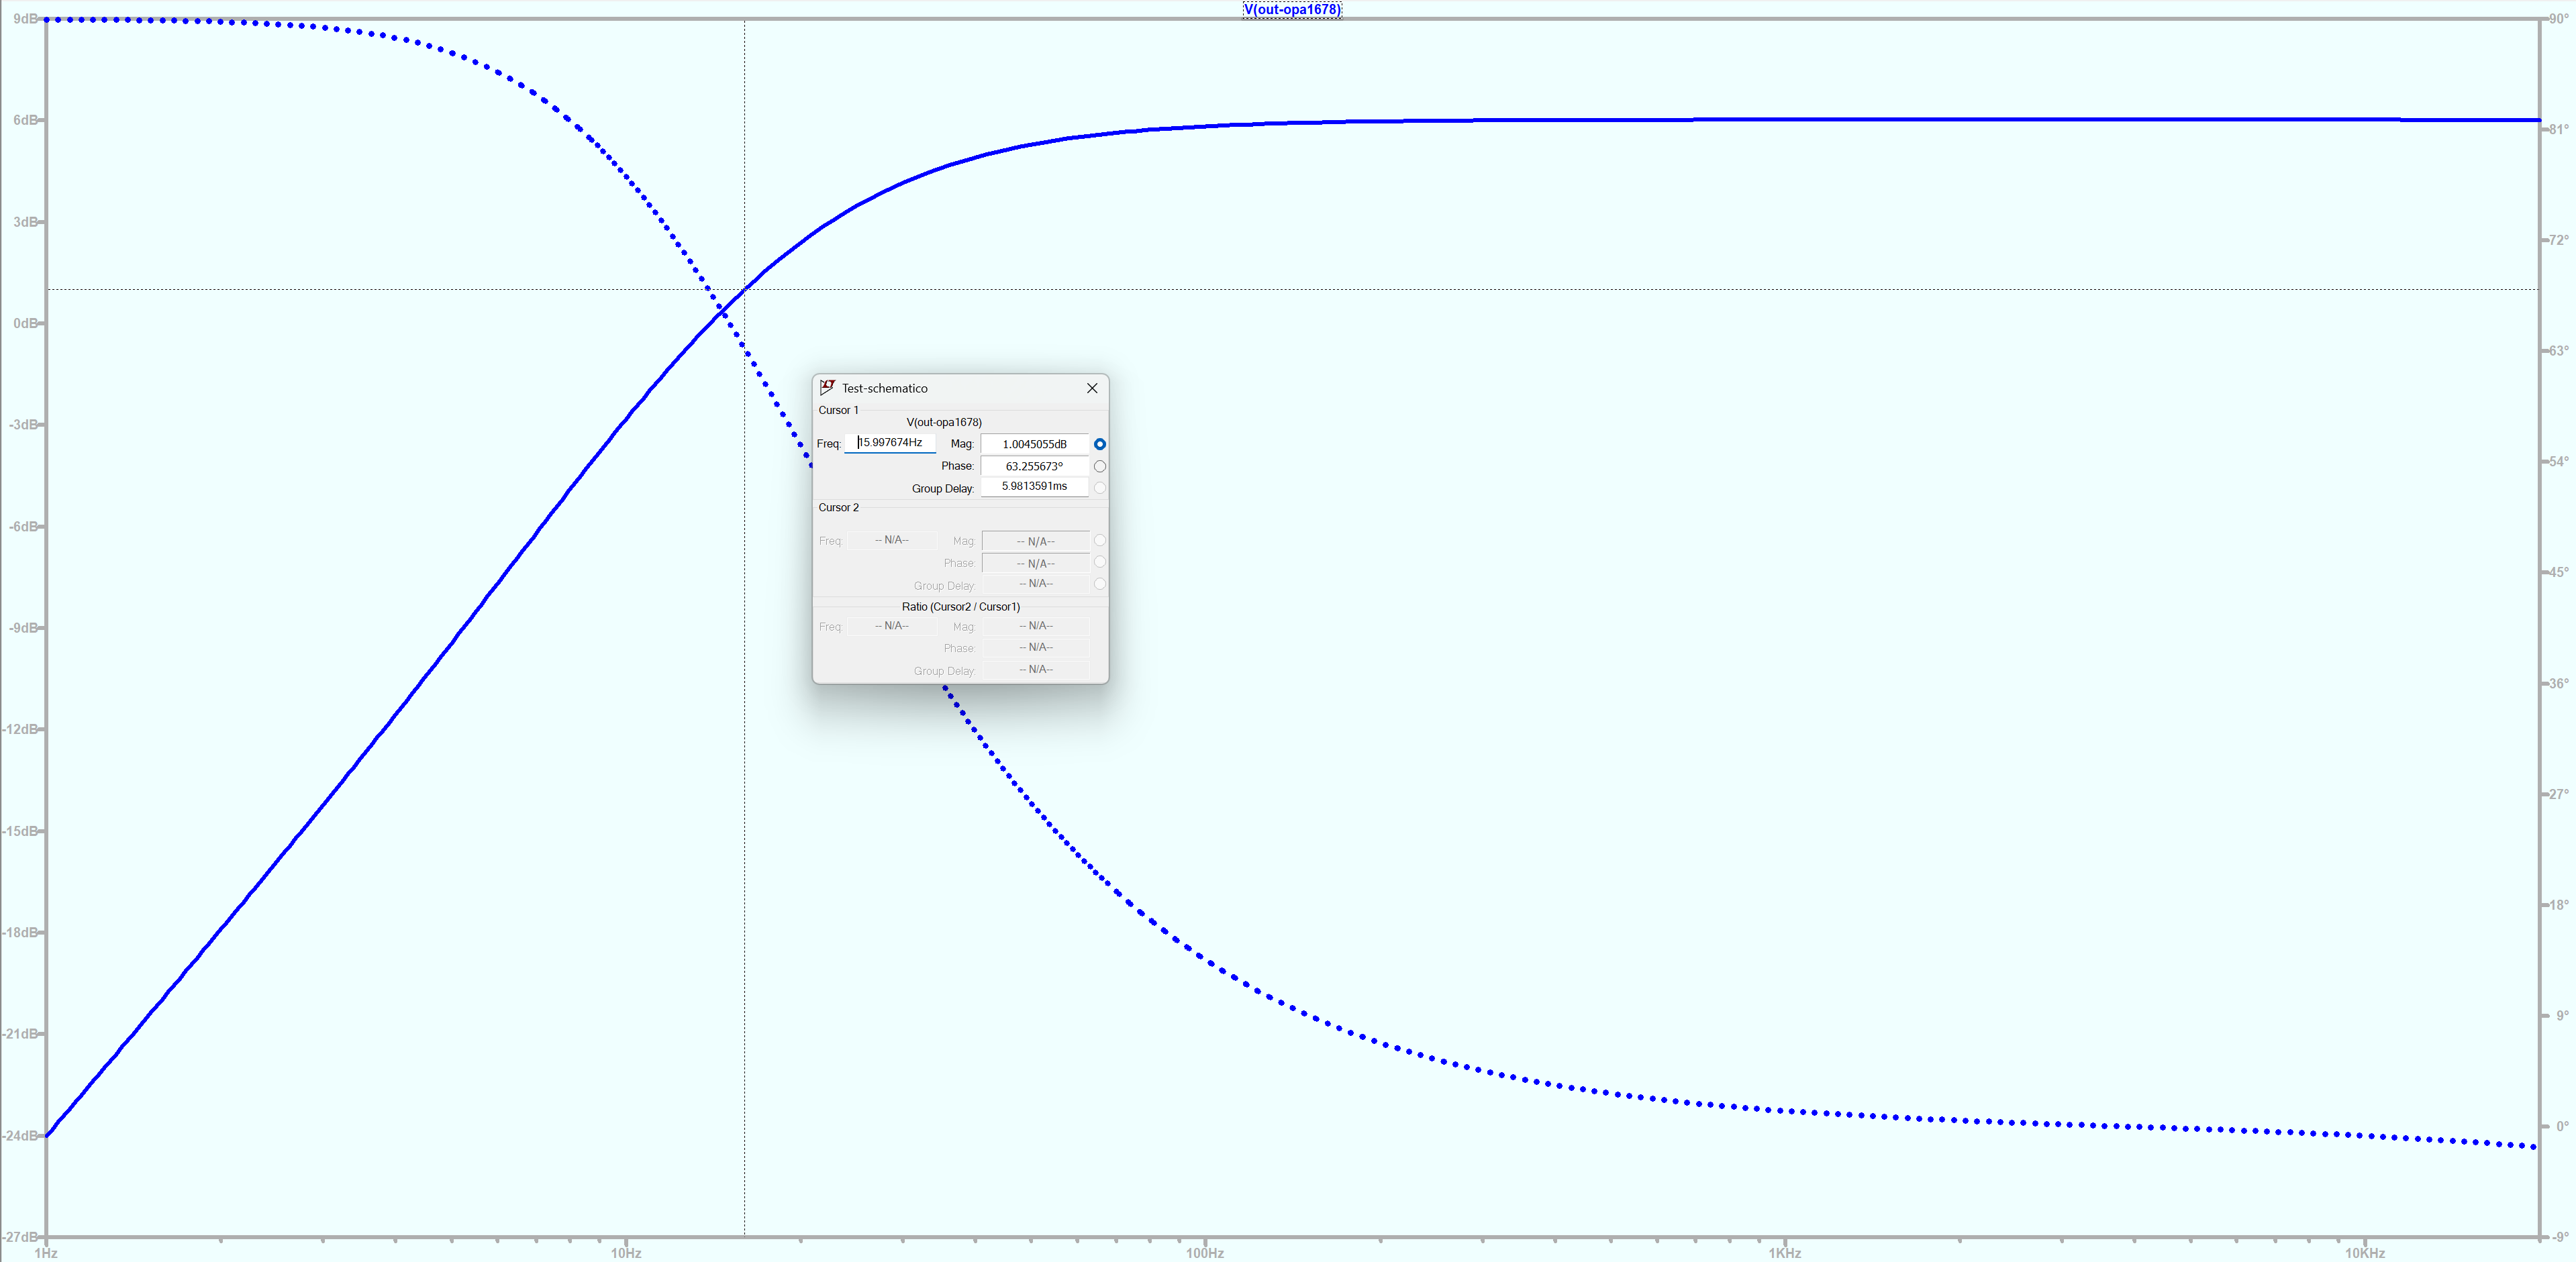 V(out-opa1678)
9dB
90°
6dB
81°
3dB
72°
0dB
63°
-3dB
54°
-6dB
45°
-9dB
36°
-12dB
27°
-15dB
18°
-18dB
9°
-21dB
0°
-24dB
-9°
-27dB
1Hz 10Hz 100Hz 1KHz 10KHz
Test-schematico
Cursor 1
V(out-opa1678)
Freq: 15.997674Hz Mag: 1.0045055dB
Phase: 63.255673°
Group Delay: 5.9813591ms
Cursor 2
Freq: -- N/A-- Mag: -- N/A--
Phase: -- N/A--
Group Delay: -- N/A--
Ratio (Cursor2 / Cursor1)
Freq: -- N/A-- Mag: -- N/A--
Phase: -- N/A--
Group Delay: -- N/A--